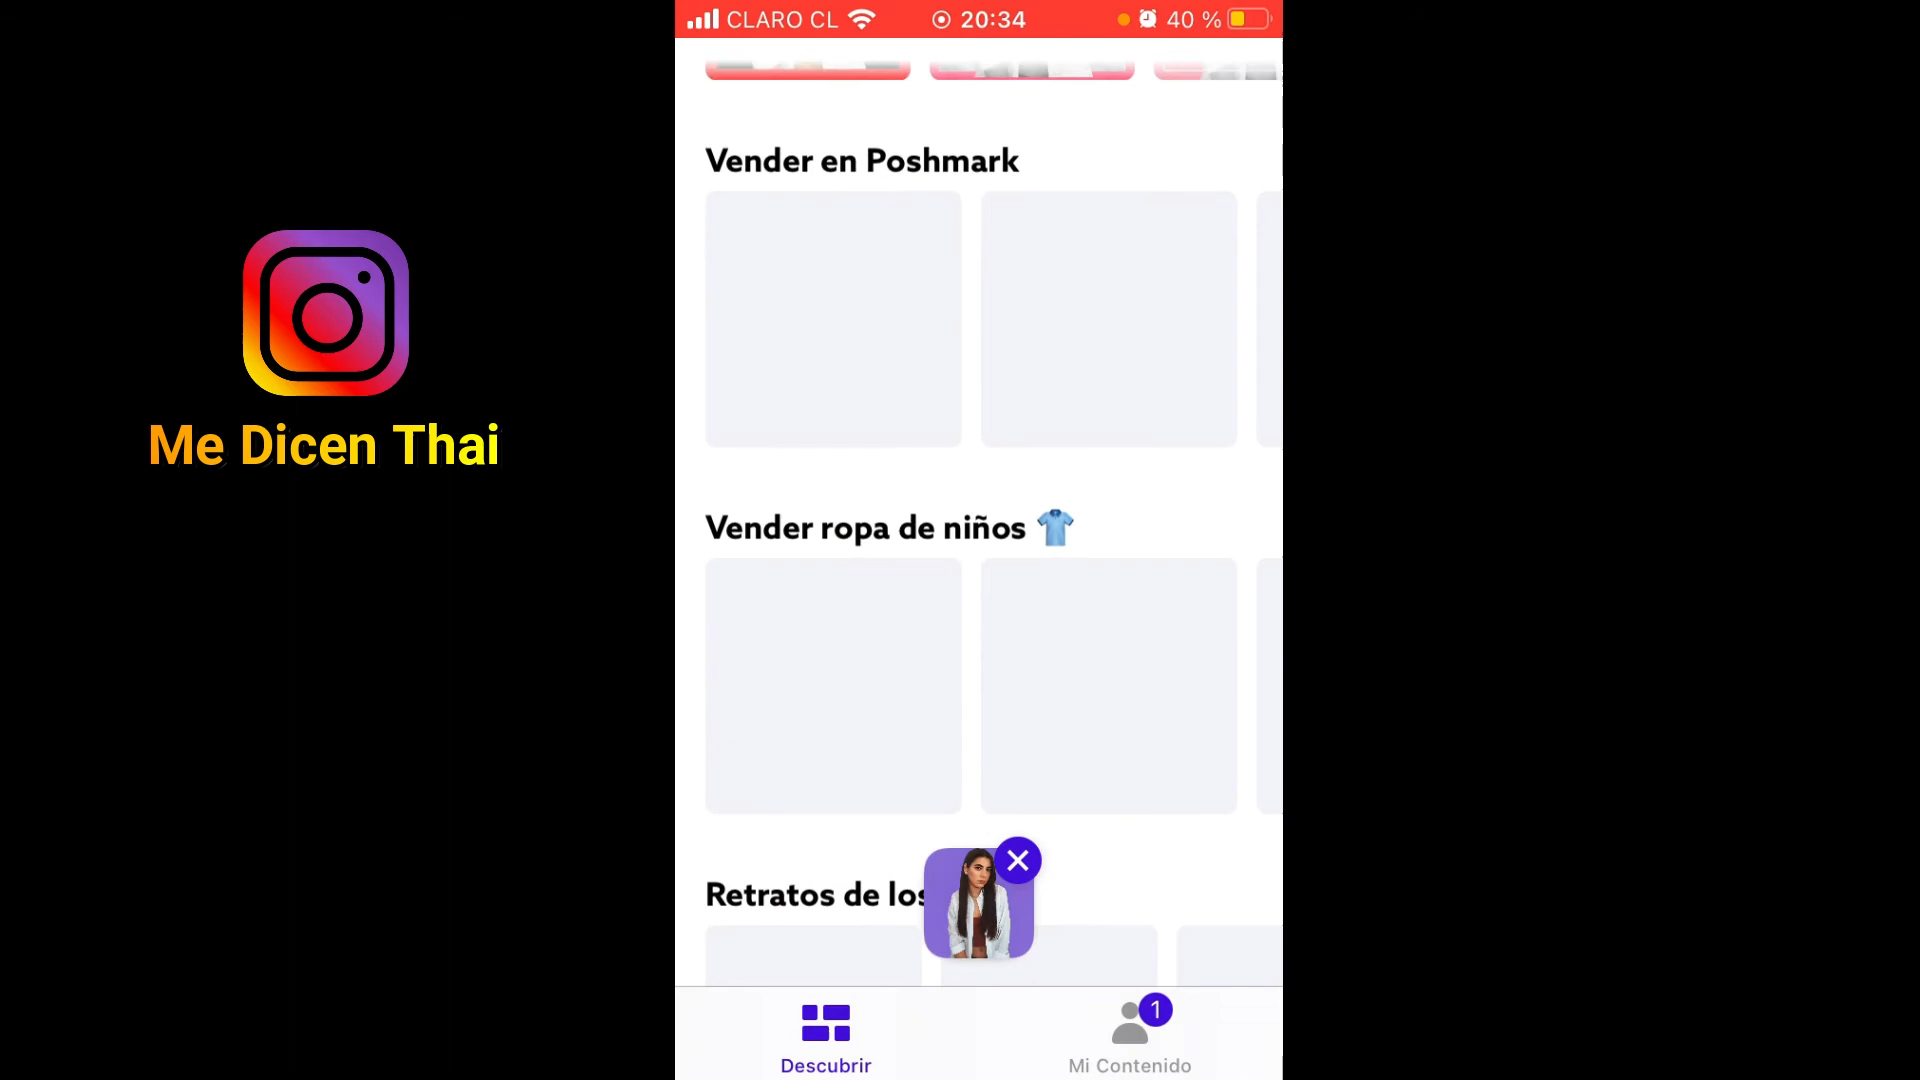 CLARO CL 20:34 40 %
Vender en Poshmark
Me Dicen Thai
Vender ropa de niños
Retratos de los
1
Descubrir
Mi Contenido